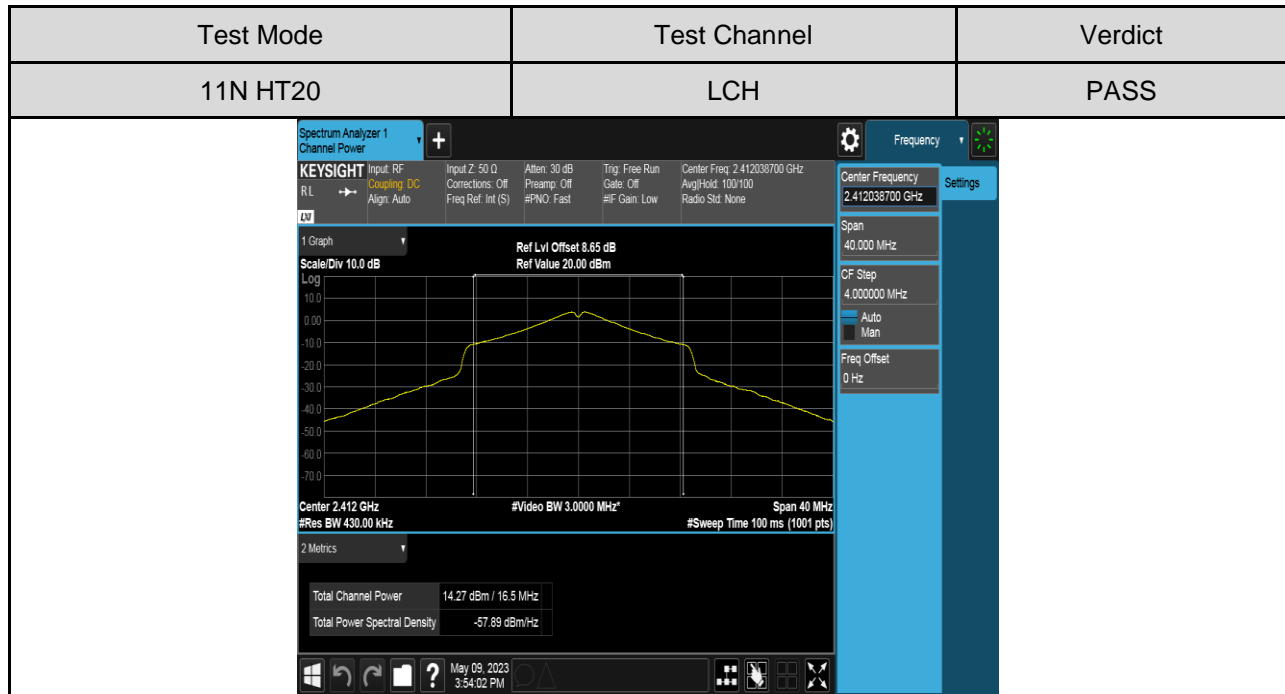 Test Mode Test Channel Verdict
11N HT20 LCH PASS
Spectrum Analyzer 1
Channel Power
+
Frequency
KEYSIGHT Input: RF Input Z: 50 Ω Atten: 30 dB Trig: Free Run Center Freq: 2.412038700 GHz
RL Coupling: DC Corrections: Off Preamp: Off Gate: Off Avg|Hold: 100/100
Align: Auto Freq Ref: Int (S) #PNO: Fast #IF Gain: Low Radio Std: None
LXI
Center Frequency
2.412038700 GHz
Settings
Span
40.000 MHz
CF Step
4.000000 MHz
Auto
Man
Freq Offset
0 Hz
1 Graph
Ref Lvl Offset 8.65 dB
Scale/Div 10.0 dB Ref Value 20.00 dBm
Log
10.0
0.00
-10.0
-20.0
-30.0
-40.0
-50.0
-60.0
-70.0
Center 2.412 GHz #Video BW 3.0000 MHz* Span 40 MHz
#Res BW 430.00 kHz #Sweep Time 100 ms (1001 pts)
2 Metrics
Total Channel Power 14.27 dBm / 16.5 MHz
Total Power Spectral Density -57.89 dBm/Hz
? May 09, 2023
3:54:02 PM